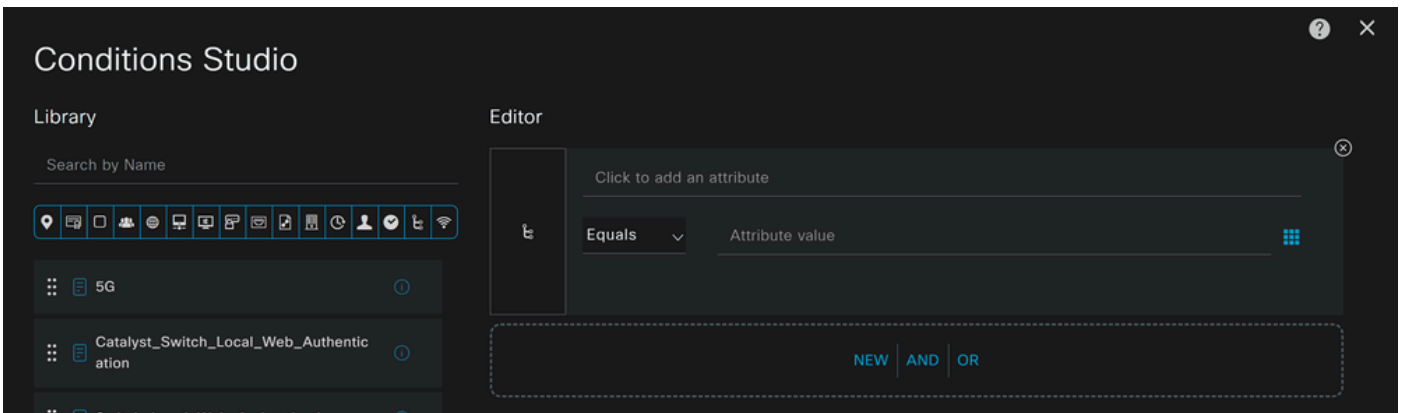 Conditions Studio
Library
Search by Name
5G
Catalyst_Switch_Local_Web_Authentic
ation
Editor
Click to add an attribute
Equals
Attribute value
NEW
AND
OR